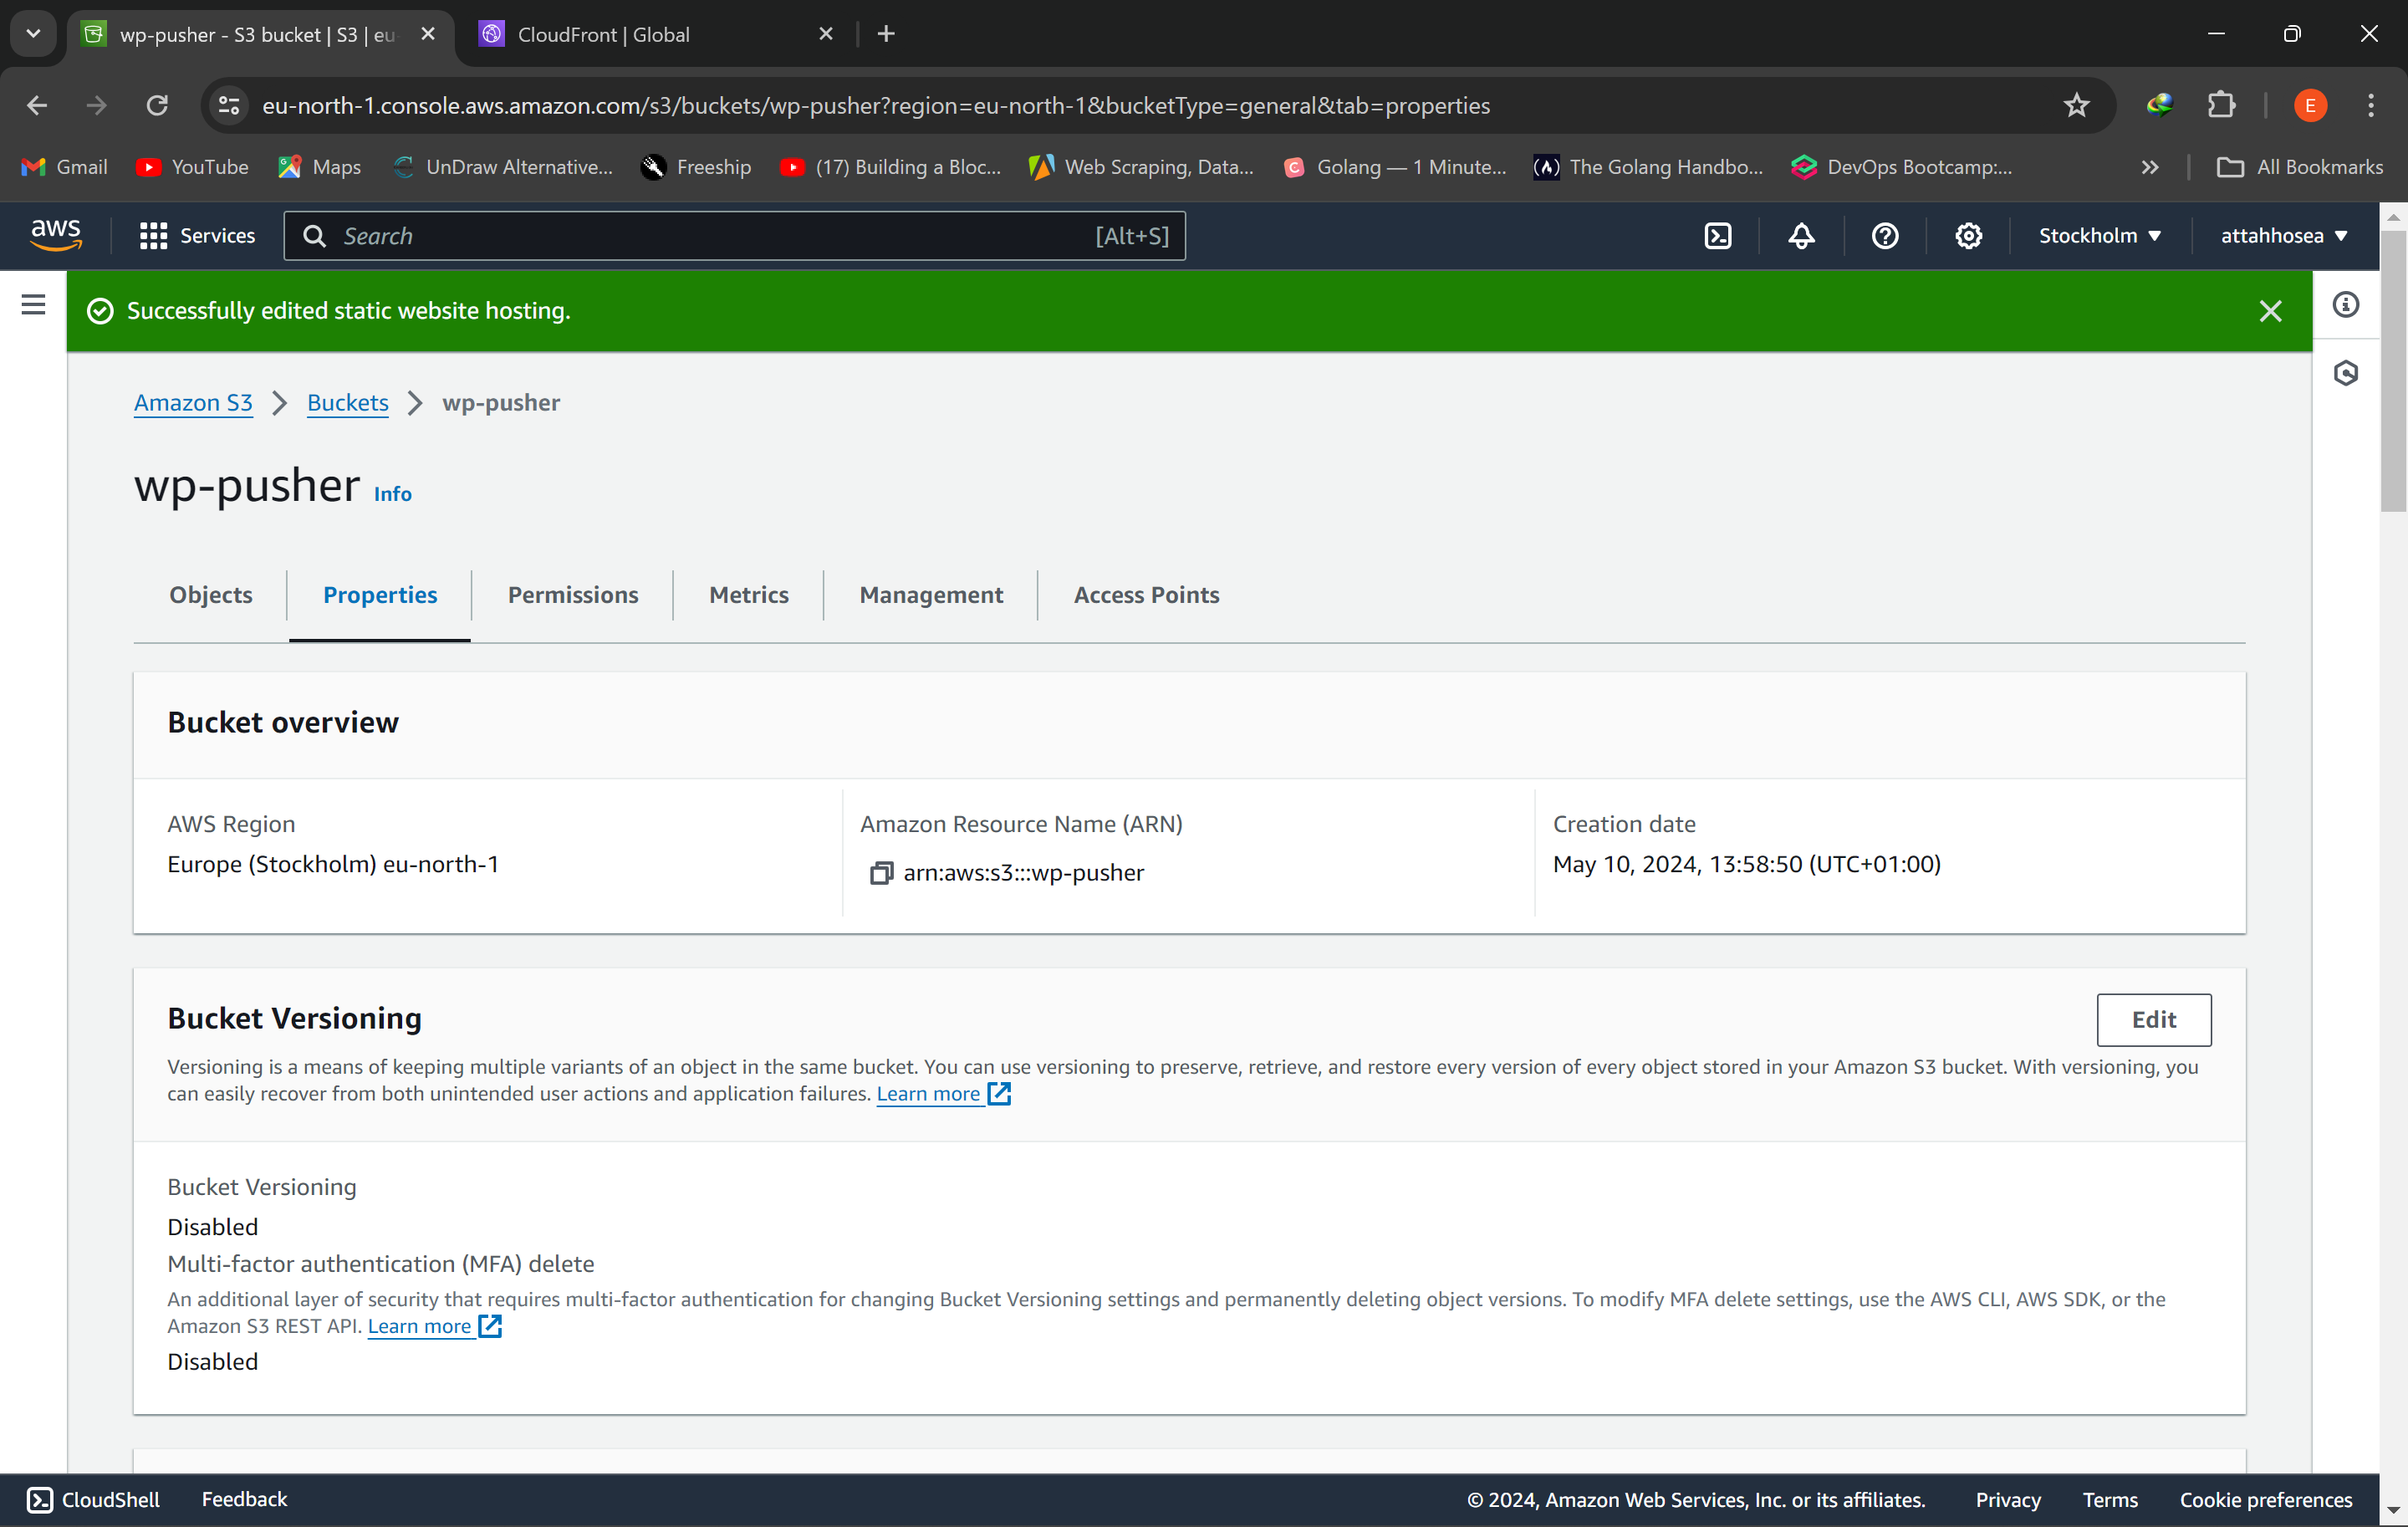 wp-pusher - S3 bucket | S3 | eu-
CloudFront | Global
eu-north-1.console.aws.amazon.com/s3/buckets/wp-pusher?region=eu-north-1&bucketType=general&tab=properties
E
Gmail
YouTube
Maps
UnDraw Alternative...
Freeship
(17) Building a Bloc...
Web Scraping, Data...
Golang — 1 Minute...
The Golang Handbo...
DevOps Bootcamp:...
All Bookmarks
aws
Services
Search
[Alt+S]
Stockholm
attahhosea
Successfully edited static website hosting.
Amazon S3
Buckets
wp-pusher
wp-pusher Info
Objects
Properties
Permissions
Metrics
Management
Access Points
Bucket overview
AWS Region
Europe (Stockholm) eu-north-1
Amazon Resource Name (ARN)
arn:aws:s3:::wp-pusher
Creation date
May 10, 2024, 13:58:50 (UTC+01:00)
Bucket Versioning
Edit
Versioning is a means of keeping multiple variants of an object in the same bucket. You can use versioning to preserve, retrieve, and restore every version of every object stored in your Amazon S3 bucket. With versioning, you
can easily recover from both unintended user actions and application failures. Learn more
Bucket Versioning
Disabled
Multi-factor authentication (MFA) delete
An additional layer of security that requires multi-factor authentication for changing Bucket Versioning settings and permanently deleting object versions. To modify MFA delete settings, use the AWS CLI, AWS SDK, or the
Amazon S3 REST API. Learn more
Disabled
CloudShell
Feedback
© 2024, Amazon Web Services, Inc. or its affiliates.
Privacy
Terms
Cookie preferences